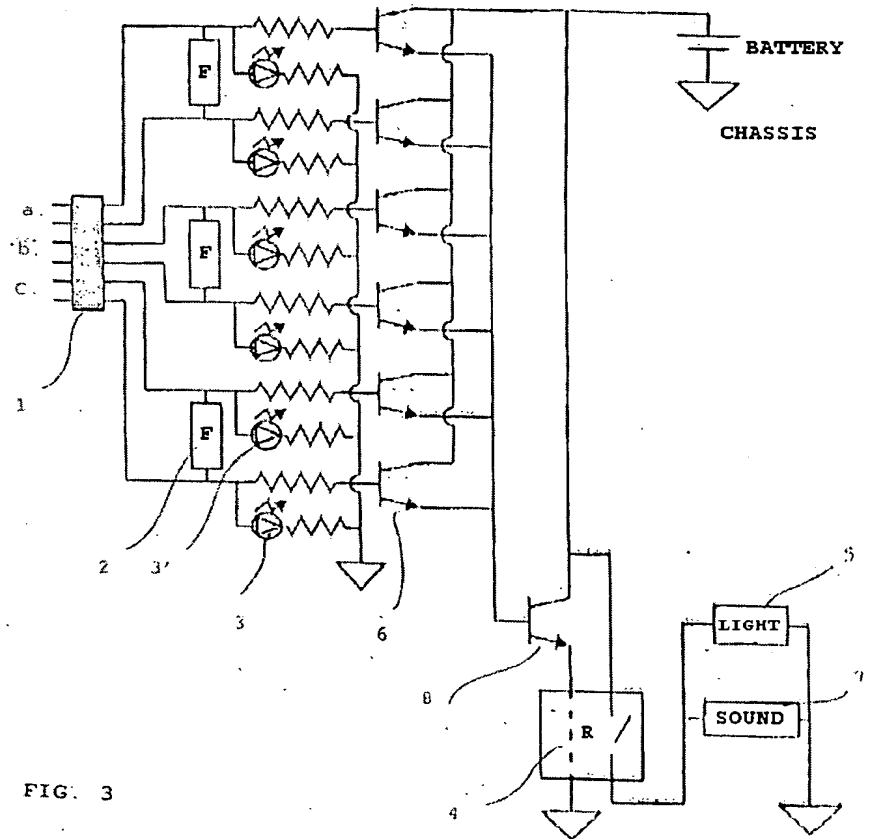 F
BATTERY
CHASSIS
a.
b.
F
c.
1
F
2
3'
3
6
8
5
LIGHT
7
SOUND
R
4
FIG. 3